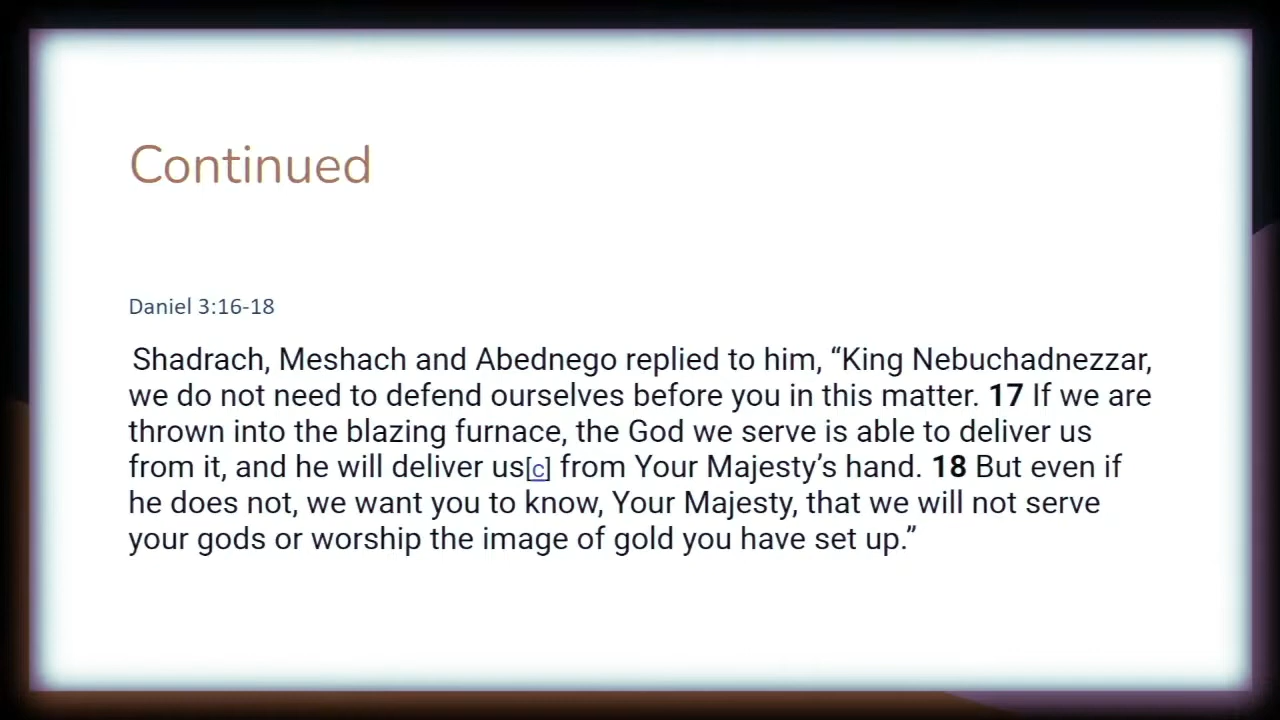 Continued
Daniel 3:16-18
Shadrach, Meshach and Abednego replied to him, “King Nebuchadnezzar,
we do not need to defend ourselves before you in this matter. 17 If we are
thrown into the blazing furnace, the God we serve is able to deliver us
from it, and he will deliver us[c] from Your Majesty’s hand. 18 But even if
he does not, we want you to know, Your Majesty, that we will not serve
your gods or worship the image of gold you have set up.”